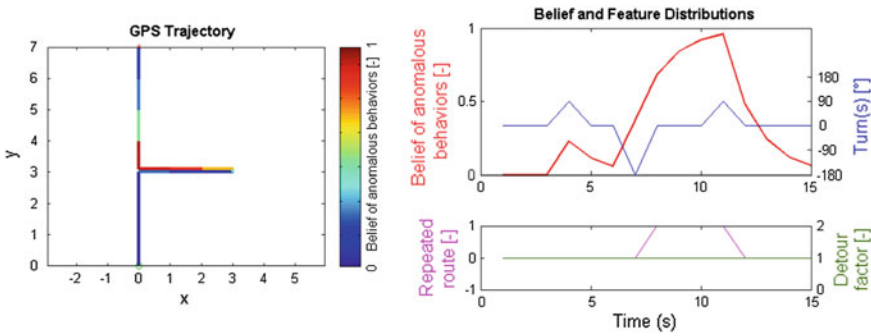 GPS Trajectory
7
6
5
4
3
2
1
0
y
-2 -1 0 1 2 3 4 5
x
1
Belief of anomalous behaviors [-]
0
Belief and Feature Distributions
Belief of anomalous
behaviors [-]
1
0.5
0
180
90
0
-90
-180
Turn(s) [°]
0 5 10 15
Repeated
route [-]
1
0
-1
2
1
0
Detour
factor [-]
0 5 10 15
Time (s)